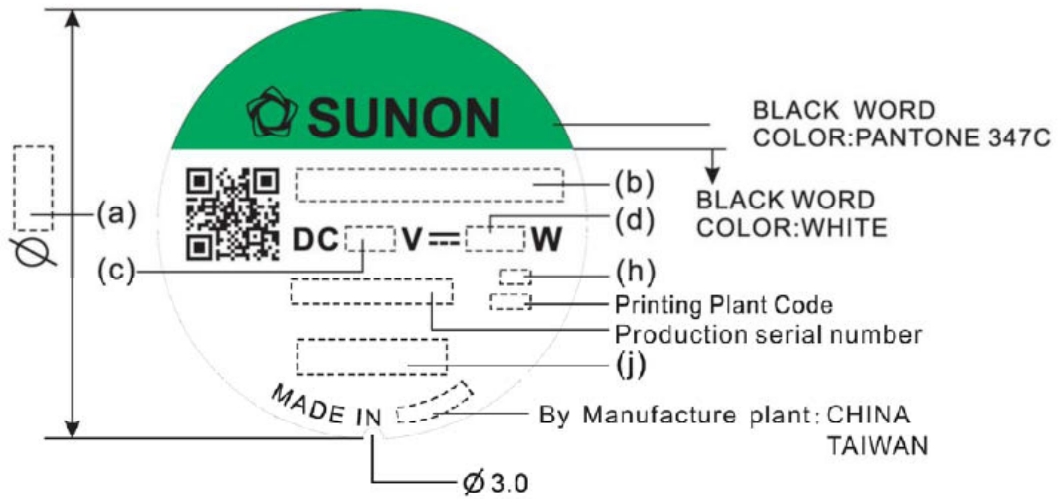 SUNON
BLACK WORD
COLOR:PANTONE 347C
BLACK WORD
COLOR:WHITE
(a)
Ø
(b)
DC V⎓ W
(d)
(c)
(h)
Printing Plant Code
Production serial number
(j)
MADE IN
By Manufacture plant: CHINA
TAIWAN
Ø 3.0